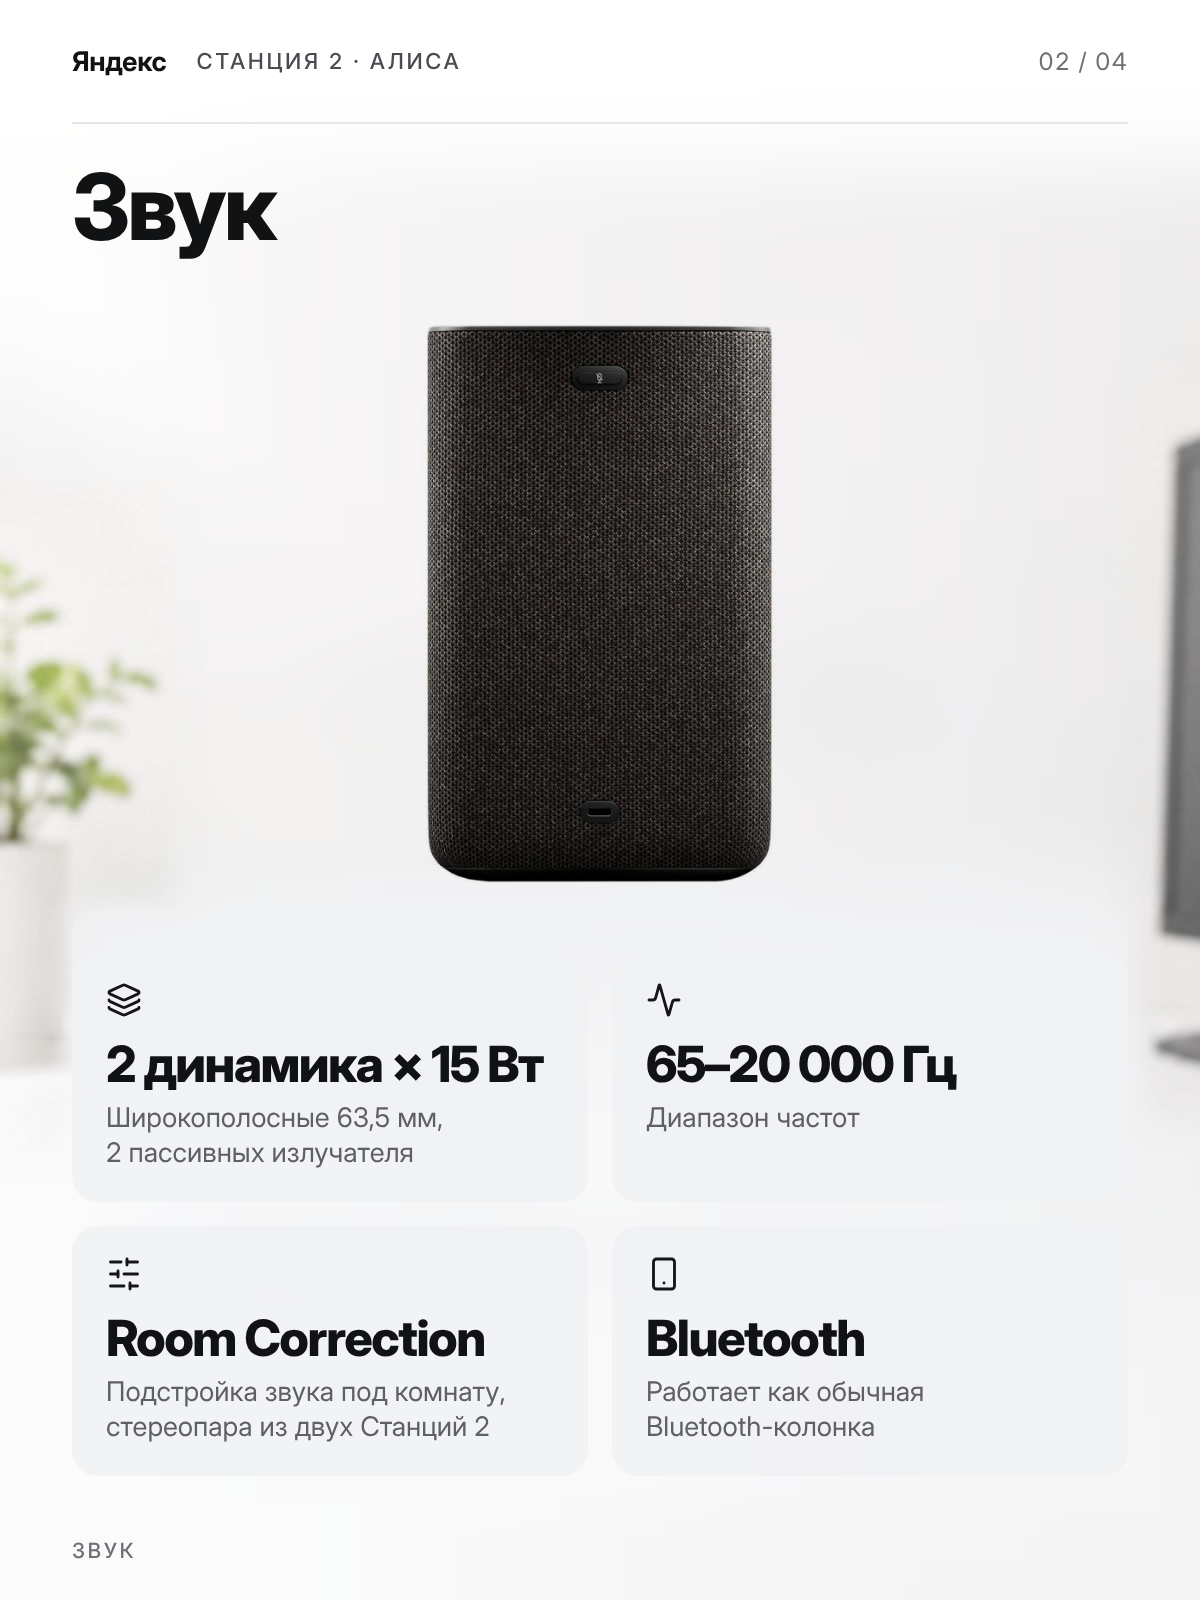 Яндекс СТАНЦИЯ 2 · АЛИСА 02 / 04
Звук
2 динамика × 15 Вт
Широкополосные 63,5 мм,
2 пассивных излучателя
65–20 000 Гц
Диапазон частот
Room Correction
Подстройка звука под комнату,
стереопара из двух Станций 2
Bluetooth
Работает как обычная
Bluetooth-колонка
ЗВУК